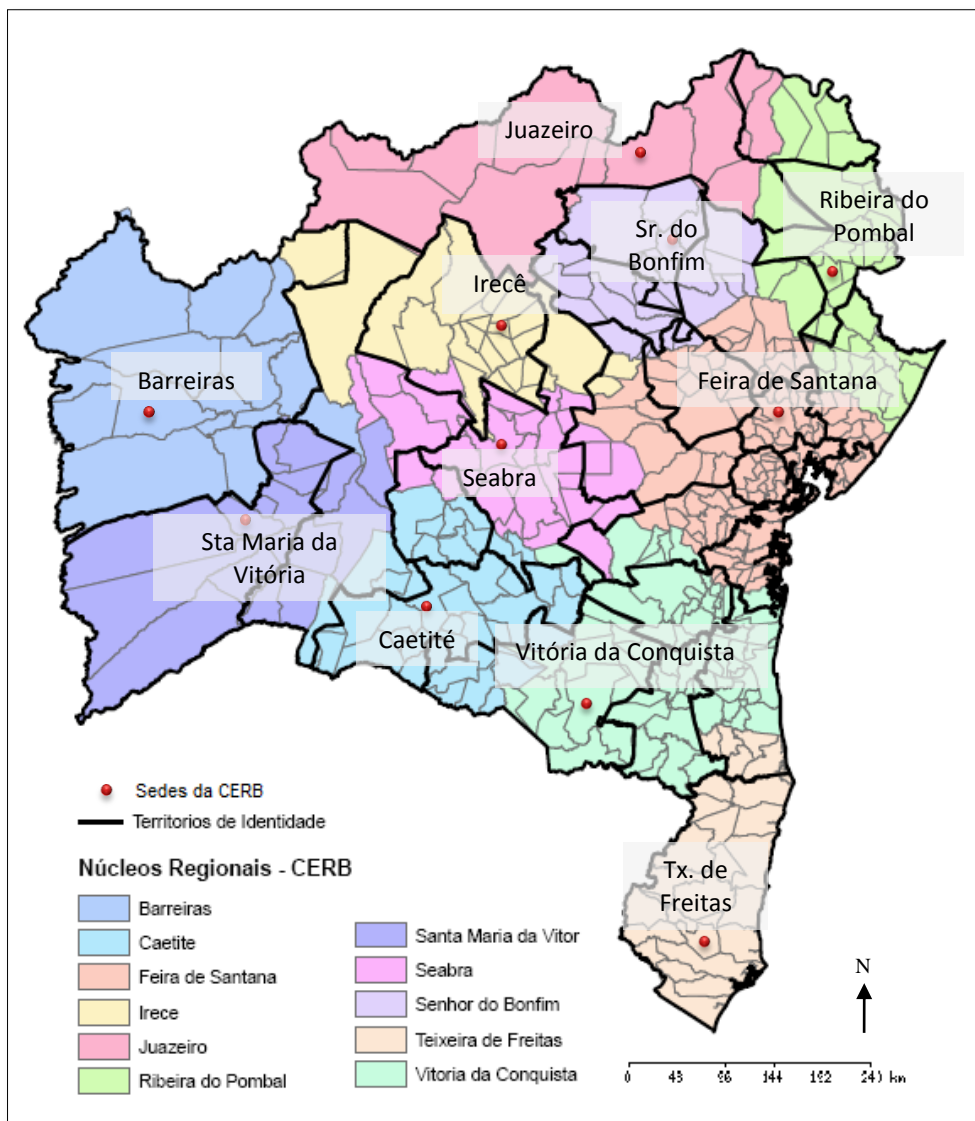 Juazeiro
Ribeira do
Pombal
Sr. do
Bonfim
Irecê
Barreiras
Feira de Santana
Seabra
Sta Maria da
Vitória
Caetité
Vitória da Conquista
Sedes da CERB
Territorios de Identidade
Tx. de
Freitas
Núcleos Regionais - CERB
Barreiras
Caetite
Feira de Santana
Irece
Juazeiro
Ribeira do Pombal
Santa Maria da Vitor
Seabra
Senhor do Bonfim
Teixeira de Freitas
Vitoria da Conquista
N
0 48 96 144 192 240 km